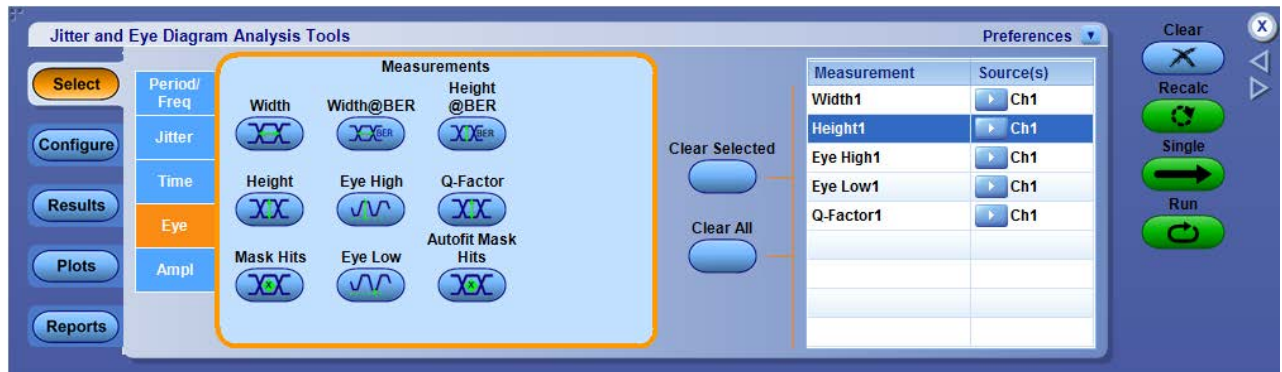 Jitter and Eye Diagram Analysis Tools
Preferences
Select
Configure
Results
Plots
Reports
Period/
Freq
Jitter
Time
Eye
Ampl
Measurements
Width
Width@BER
Height
@BER
BER
BER
Height
Eye High
Q-Factor
Mask Hits
Eye Low
Autofit Mask
Hits
x
x
Clear Selected
Clear All
Measurement Source(s)
Width1 Ch1
Height1 Ch1
Eye High1 Ch1
Eye Low1 Ch1
Q-Factor1 Ch1
Clear
X
Recalc
Single
Run